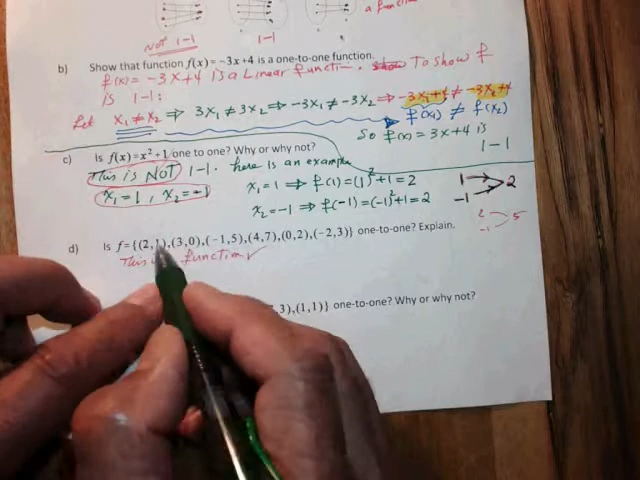 a function
Not 1-1
1-1
b) Show that function f(x) = −3x+4 is a one-to-one function.
f(x) = -3x+4 is a Linear function. To show f
is 1-1:
Let x₁ ≠ x₂ ⇒ 3x₁ ≠ 3x₂ ⇒ -3x₁ ≠ -3x₂ ⇒ -3x₁+4 ≠ -3x₂+4
f(x₁) ≠ f(x₂)
So f(x) = 3x+4 is
1-1
c) Is f(x) = x² + 1 one to one? Why or why not?
This is NOT 1-1. here is an example
x₁ = 1, x₂ = -1
x₁ = 1 ⇒ f(1) = (1)²+1 = 2
x₂ = -1 ⇒ f(-1) = (-1)²+1 = 2
1
2
-1
2
5
-1
d) Is f = {(2,1),(3,0),(−1,5),(4,7),(0,2),(−2,3)} one-to-one? Explain.
This function ✓
,3),(1,1)} one-to-one? Why or why not?